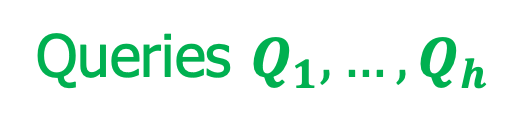 Queries Q₁, … , Qₕ